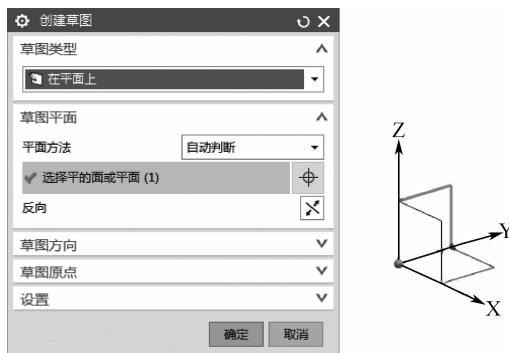 创建草图
草图类型
在平面上
草图平面
平面方法 自动判断
选择平的面或平面 (1)
反向
草图方向
草图原点
设置
确定 取消
Z
Y
X